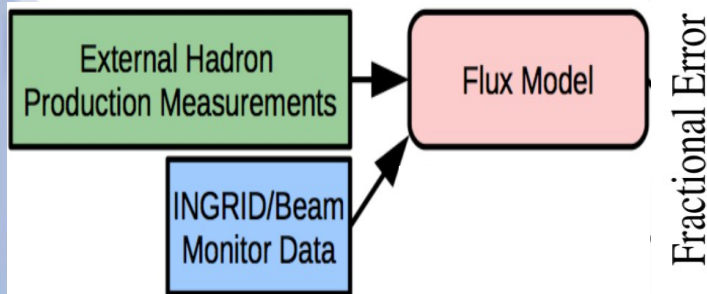 External Hadron
Production Measurements
Flux Model
INGRID/Beam
Monitor Data
Fractional Error